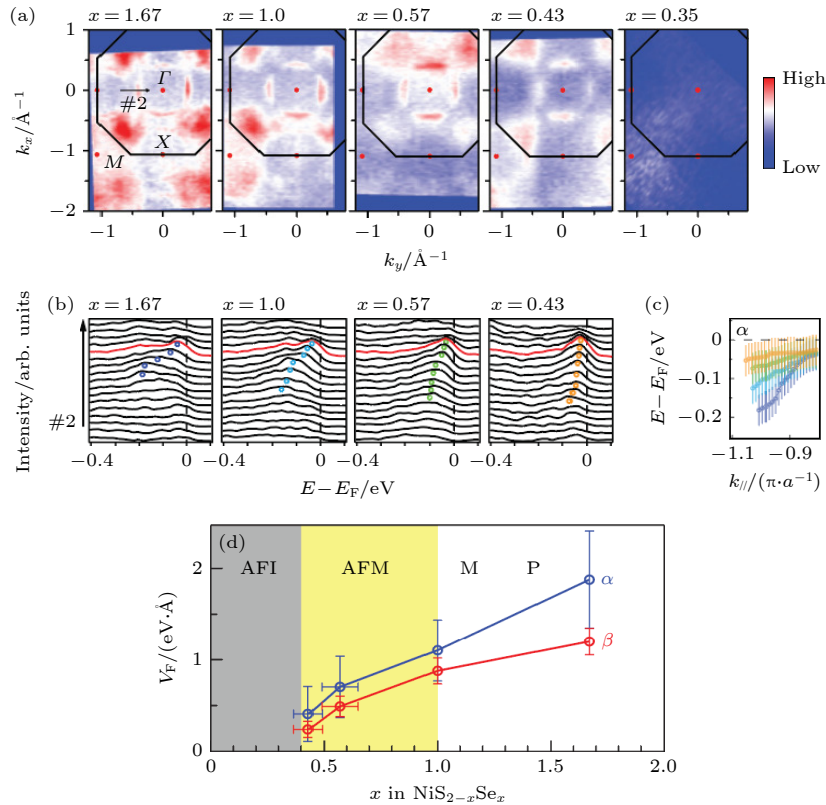 (a) x = 1.67 x = 1.0 x = 0.57 x = 0.43 x = 0.35
1
0
−1
−2
kx/Å−1
Γ
#2
X
M
High
Low
−1 0 −1 0 −1 0 −1 0 −1 0
ky/Å−1
(b) x = 1.67 x = 1.0 x = 0.57 x = 0.43
Intensity/arb. units
#2
−0.4 0 −0.4 0 −0.4 0 −0.4 0
E−EF/eV
(c)
α
0
−0.1
−0.2
E−EF/eV
−1.1 −0.9
k///(π·a−1)
(d)
AFI AFM M P
α
β
2
1
0
VF/(eV·Å)
0 0.5 1.0 1.5 2.0
x in NiS2−xSex